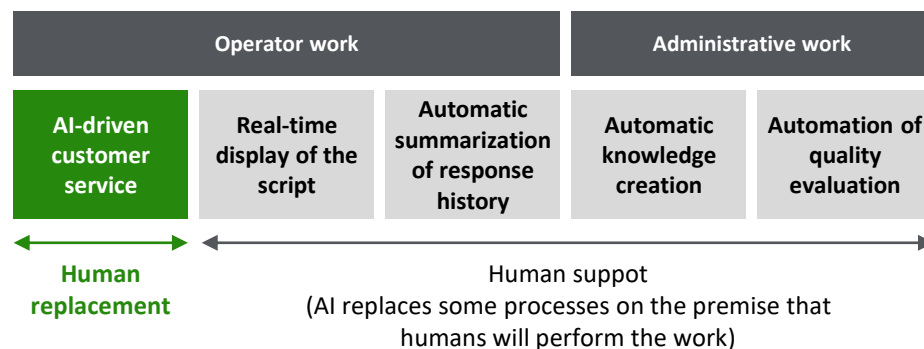 Operator work
Administrative work
AI-driven
customer
service
Real-time
display of the
script
Automatic
summarization
of response
history
Automatic
knowledge
creation
Automation of
quality
evaluation
Human
replacement
Human suppot
(AI replaces some processes on the premise that
humans will perform the work)